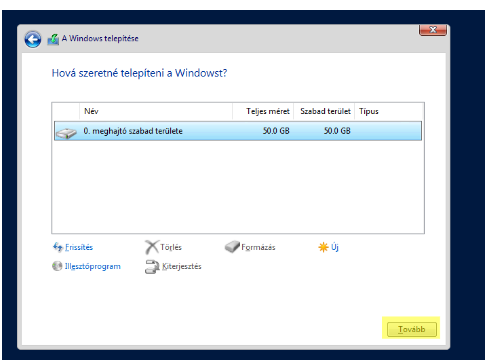 A Windows telepítése
Hová szeretné telepíteni a Windowst?
Név Teljes méret Szabad terület Típus
0. meghajtó szabad területe 50.0 GB 50.0 GB
Frissítés Törlés Formázás Új
Illesztőprogram Kiterjesztés
Tovább